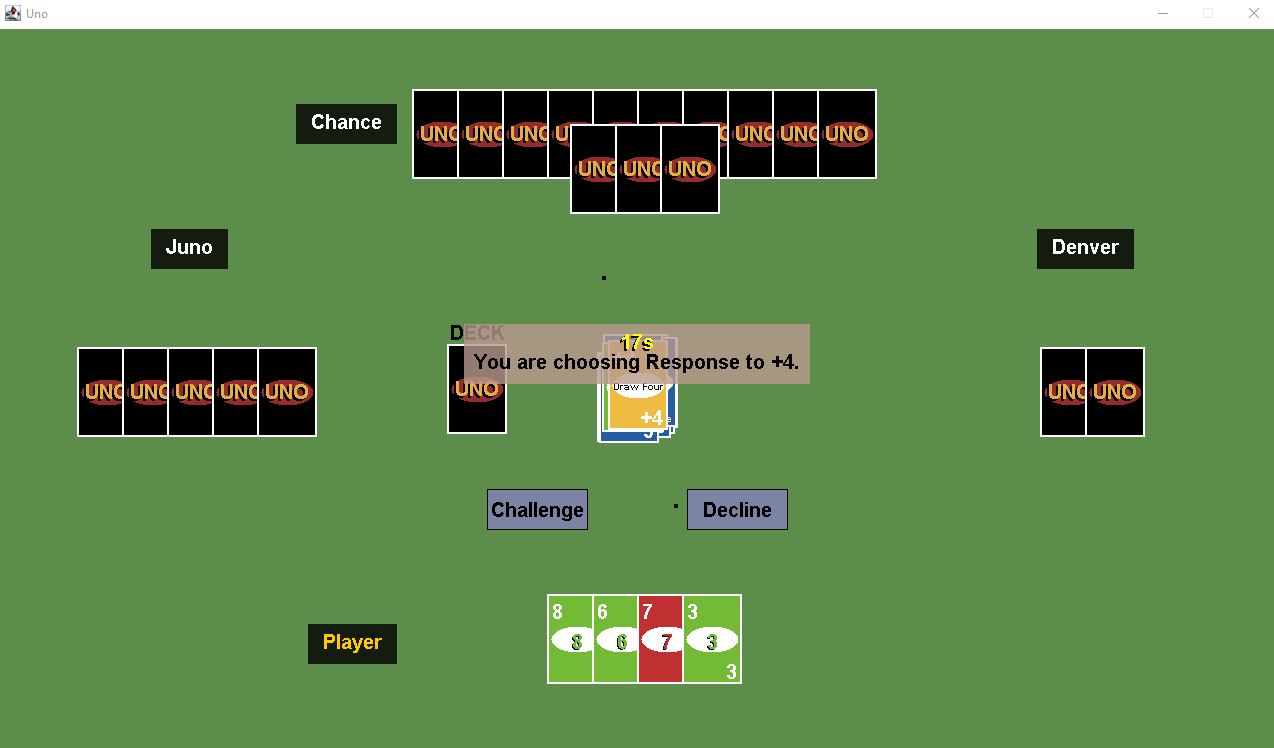 Uno
Chance
UNO UNO UNO UNO UNO UNO UNO
UNO UNO UNO
Juno
Denver
DECK
17s
You are choosing Response to +4.
UNO UNO UNO UNO UNO
UNO
Draw Four
+4
UNO UNO
Challenge
Decline
8 6 7 3
8 6 7 3
3
Player